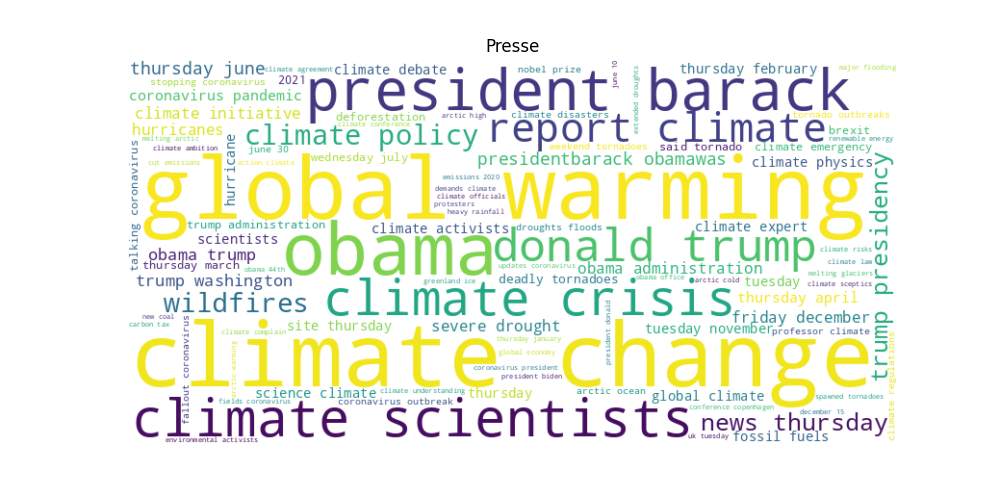 Presse
thursday june
climate agreement
climate debate
nobel prize
june 10
thursday february
major flooding
stopping coronavirus
2021
president barack
extended droughts
coronavirus pandemic
climate initiative
deforestation
arctic high
climate disasters
tornado outbreaks
hurricanes
climate conference
climate policy
report climate
brexit
renewable energy
melting arctic
climate ambition
june 30
weekend tornadoes
said tornado
climate emergency
cut emissions
action climate
wednesday july
presidentbarack obamawas
climate physics
talking coronavirus
hurricane
global warming
emissions 2020
demands climate
climate officials
protesters
heavy rainfall
trump presidency
trump administration
climate activists
droughts floods
climate expert
scientists
obama
donald trump
climate risks
obama trump
thursday march
obama 44th
updates coronavirus
obama administration
climate law
melting glaciers
trump washington
greenland ice
deadly tornadoes
obama office
arctic cold
tuesday
climate sceptics
wildfires
climate crisis
thursday april
new coal
carbon tax
fallout coronavirus
climate complain
site thursday
severe drought
president donald
friday december
tuesday november
professor climate
climate regulations
arctic warming
thursday january
global economy
climate change
coronavirus president
president biden
science climate
climate understanding
thursday
arctic ocean
global climate
fields coronavirus
coronavirus outbreak
conference copenhagen
spawned tornadoes
december 15
climate scientists
news thursday
environmental activists
uk tuesday
fossil fuels